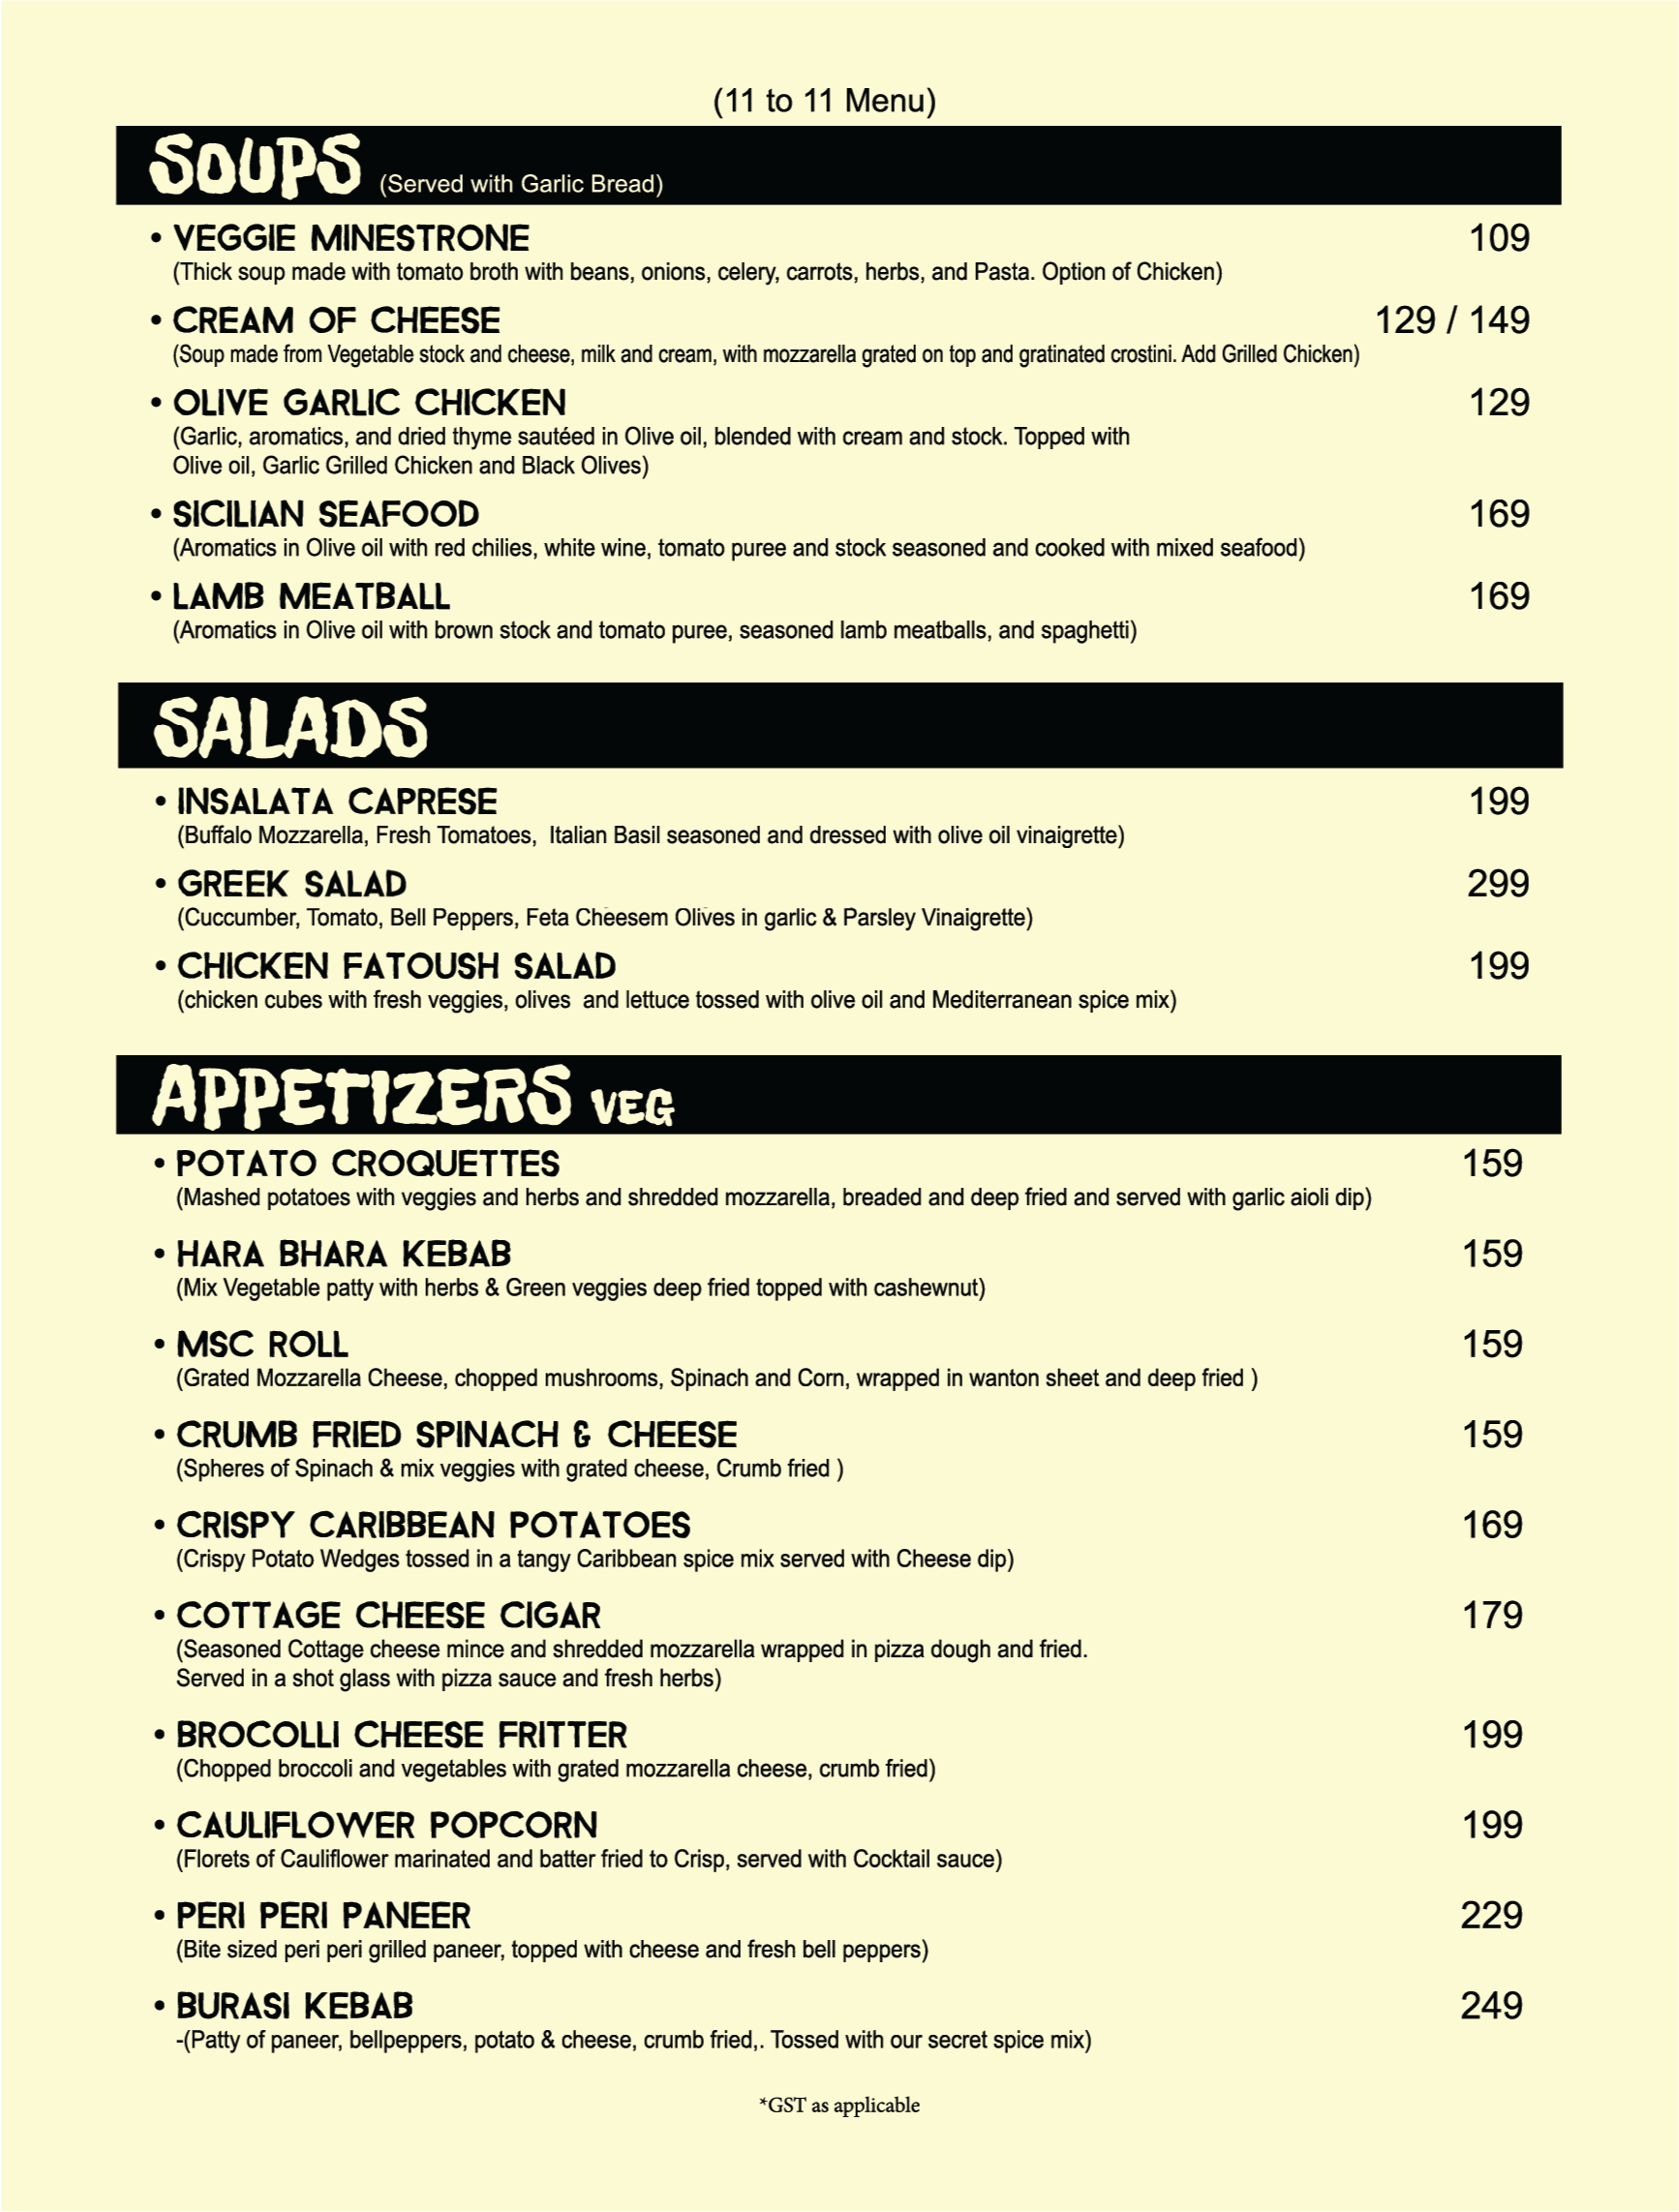 (11 to 11 Menu)
SOUPS (Served with Garlic Bread)
• VEGGIE MINESTRONE 109
(Thick soup made with tomato broth with beans, onions, celery, carrots, herbs, and Pasta. Option of Chicken)
• CREAM OF CHEESE 129 / 149
(Soup made from Vegetable stock and cheese, milk and cream, with mozzarella grated on top and gratinated crostini. Add Grilled Chicken)
• OLIVE GARLIC CHICKEN 129
(Garlic, aromatics, and dried thyme sautéed in Olive oil, blended with cream and stock. Topped with
Olive oil, Garlic Grilled Chicken and Black Olives)
• SICILIAN SEAFOOD 169
(Aromatics in Olive oil with red chilies, white wine, tomato puree and stock seasoned and cooked with mixed seafood)
• LAMB MEATBALL 169
(Aromatics in Olive oil with brown stock and tomato puree, seasoned lamb meatballs, and spaghetti)
SALADS
• INSALATA CAPRESE 199
(Buffalo Mozzarella, Fresh Tomatoes, Italian Basil seasoned and dressed with olive oil vinaigrette)
• GREEK SALAD 299
(Cuccumber, Tomato, Bell Peppers, Feta Cheesem Olives in garlic & Parsley Vinaigrette)
• CHICKEN FATOUSH SALAD 199
(chicken cubes with fresh veggies, olives and lettuce tossed with olive oil and Mediterranean spice mix)
APPETIZERS VEG
• POTATO CROQUETTES 159
(Mashed potatoes with veggies and herbs and shredded mozzarella, breaded and deep fried and served with garlic aioli dip)
• HARA BHARA KEBAB 159
(Mix Vegetable patty with herbs & Green veggies deep fried topped with cashewnut)
• MSC ROLL 159
(Grated Mozzarella Cheese, chopped mushrooms, Spinach and Corn, wrapped in wanton sheet and deep fried )
• CRUMB FRIED SPINACH & CHEESE 159
(Spheres of Spinach & mix veggies with grated cheese, Crumb fried )
• CRISPY CARIBBEAN POTATOES 169
(Crispy Potato Wedges tossed in a tangy Caribbean spice mix served with Cheese dip)
• COTTAGE CHEESE CIGAR 179
(Seasoned Cottage cheese mince and shredded mozzarella wrapped in pizza dough and fried.
Served in a shot glass with pizza sauce and fresh herbs)
• BROCOLLI CHEESE FRITTER 199
(Chopped broccoli and vegetables with grated mozzarella cheese, crumb fried)
• CAULIFLOWER POPCORN 199
(Florets of Cauliflower marinated and batter fried to Crisp, served with Cocktail sauce)
• PERI PERI PANEER 229
(Bite sized peri peri grilled paneer, topped with cheese and fresh bell peppers)
• BURASI KEBAB 249
-(Patty of paneer, bellpeppers, potato & cheese, crumb fried,. Tossed with our secret spice mix)
*GST as applicable